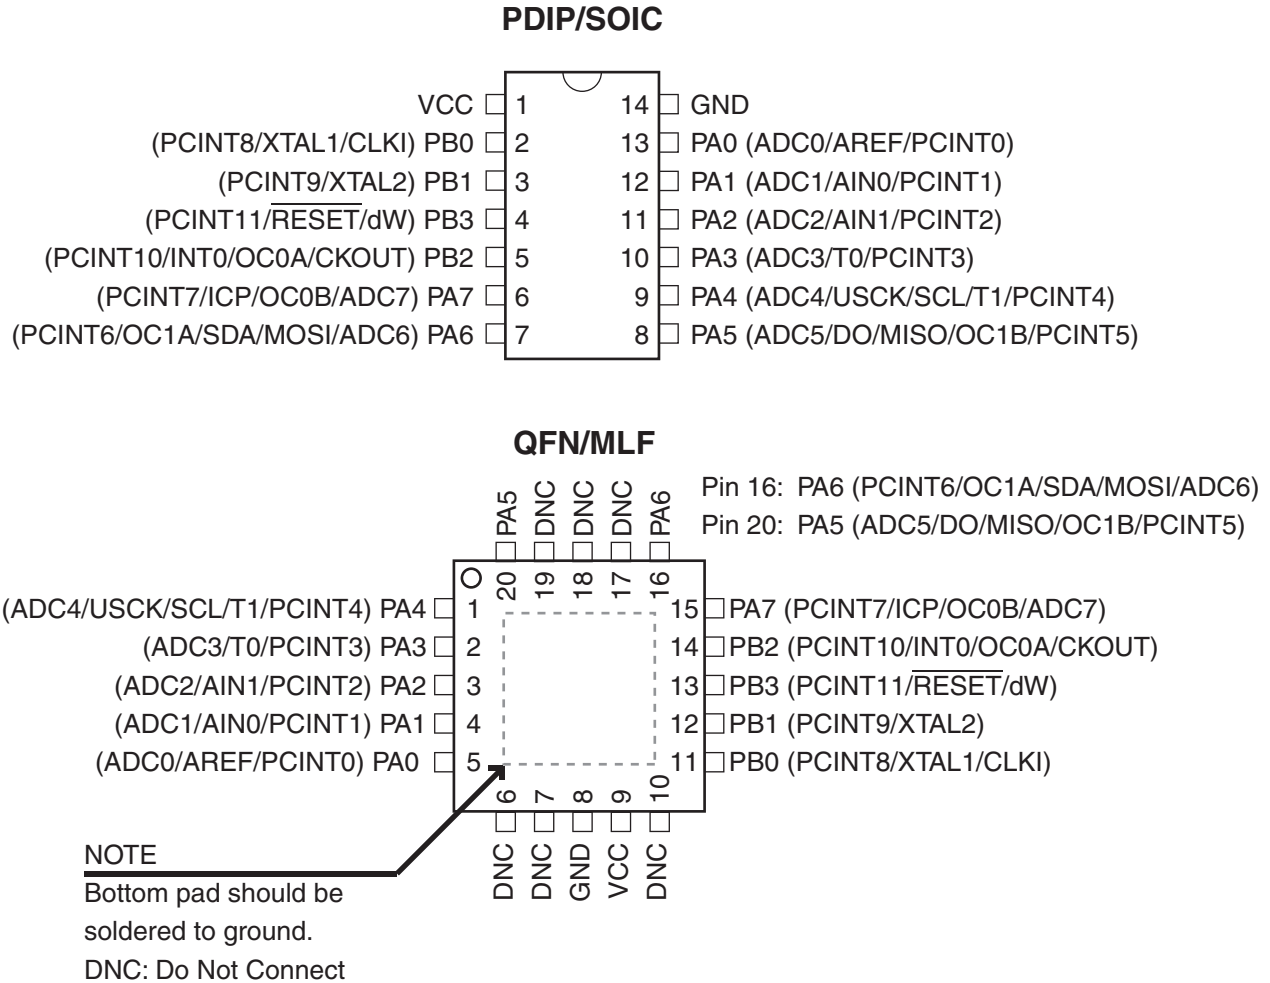 PDIP/SOIC
VCC 1 14 GND
(PCINT8/XTAL1/CLKI) PB0 2 13 PA0 (ADC0/AREF/PCINT0)
(PCINT9/XTAL2) PB1 3 12 PA1 (ADC1/AIN0/PCINT1)
(PCINT11/RESET/dW) PB3 4 11 PA2 (ADC2/AIN1/PCINT2)
(PCINT10/INT0/OC0A/CKOUT) PB2 5 10 PA3 (ADC3/T0/PCINT3)
(PCINT7/ICP/OC0B/ADC7) PA7 6 9 PA4 (ADC4/USCK/SCL/T1/PCINT4)
(PCINT6/OC1A/SDA/MOSI/ADC6) PA6 7 8 PA5 (ADC5/DO/MISO/OC1B/PCINT5)
QFN/MLF
Pin 16: PA6 (PCINT6/OC1A/SDA/MOSI/ADC6)
Pin 20: PA5 (ADC5/DO/MISO/OC1B/PCINT5)
PA5 DNC DNC DNC PA6
20 19 18 17 16
(ADC4/USCK/SCL/T1/PCINT4) PA4 1 15 PA7 (PCINT7/ICP/OC0B/ADC7)
(ADC3/T0/PCINT3) PA3 2 14 PB2 (PCINT10/INT0/OC0A/CKOUT)
(ADC2/AIN1/PCINT2) PA2 3 13 PB3 (PCINT11/RESET/dW)
(ADC1/AIN0/PCINT1) PA1 4 12 PB1 (PCINT9/XTAL2)
(ADC0/AREF/PCINT0) PA0 5 11 PB0 (PCINT8/XTAL1/CLKI)
6 7 8 9 10
DNC DNC GND VCC DNC
NOTE
Bottom pad should be
soldered to ground.
DNC: Do Not Connect